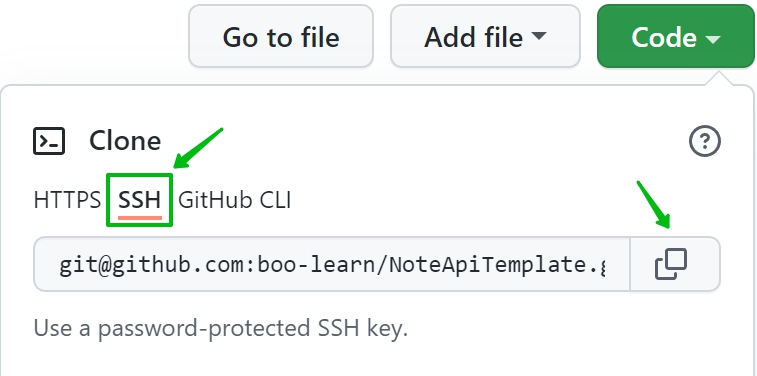 Go to file Add file Code
Clone
HTTPS SSH GitHub CLI
git@github.com:boo-learn/NoteApiTemplate.g
Use a password-protected SSH key.